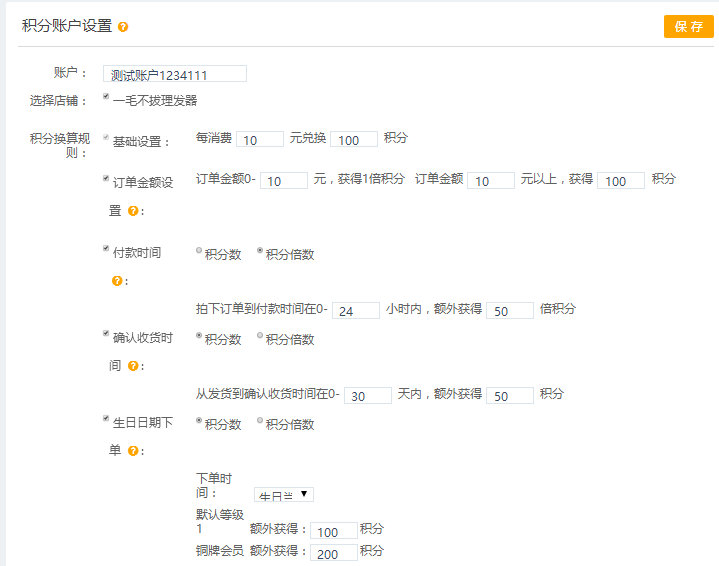 积分账户设置 ?
保 存
账户： 测试账户1234111
选择店铺： 一毛不拔理发器
积分换算规则： 基础设置： 每消费 10 元兑换 100 积分
订单金额设置 ?： 订单金额0- 10 元，获得1倍积分 订单金额 10 元以上，获得 100 积分
付款时间 ?： 积分数 积分倍数
拍下订单到付款时间在0- 24 小时内，额外获得 50 倍积分
确认收货时间 ?： 积分数 积分倍数
从发货到确认收货时间在0- 30 天内，额外获得 50 积分
生日日期下单 ?： 积分数 积分倍数
下单时间： 生日当
默认等级1 额外获得： 100 积分
铜牌会员 额外获得： 200 积分